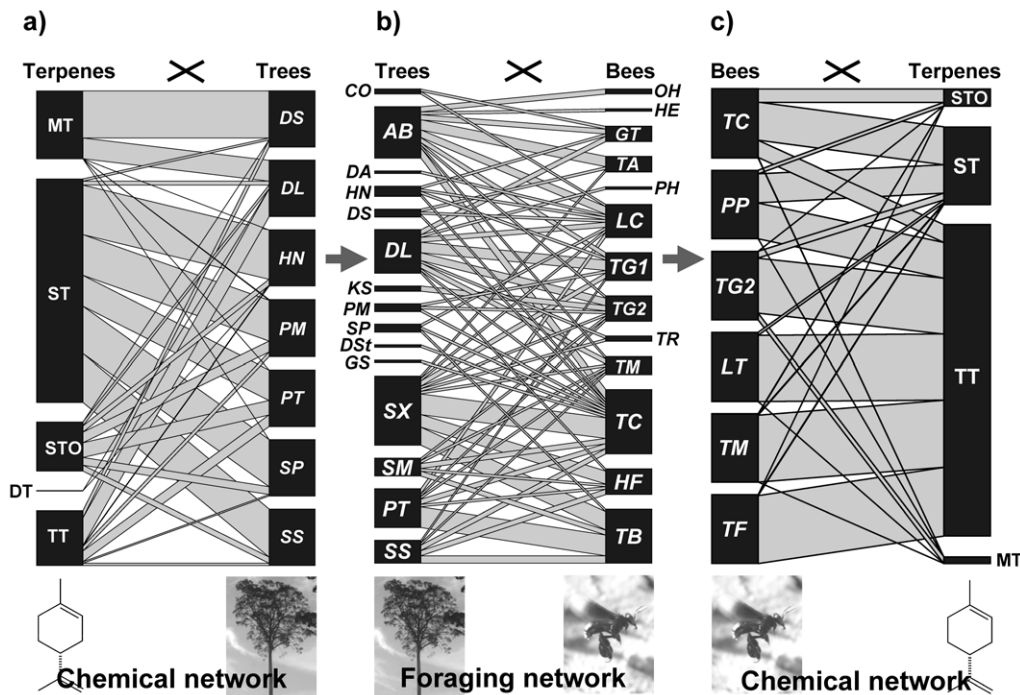 a)
Terpenes
Trees
MT
ST
STO
DT
TT
DS
DL
HN
PM
PT
SP
SS
Chemical network
b)
Trees
Bees
CO
AB
DA
HN
DS
DL
KS
PM
SP
DSt
GS
SX
SM
PT
SS
OH
HE
GT
TA
PH
LC
TG1
TG2
TR
TM
TC
HF
TB
Foraging network
c)
Bees
Terpenes
TC
PP
TG2
LT
TM
TF
STO
ST
TT
MT
Chemical network